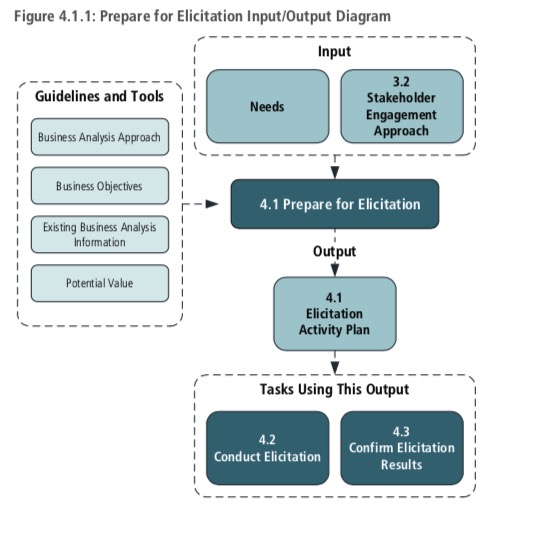 Figure 4.1.1: Prepare for Elicitation Input/Output Diagram
Input
Needs
3.2
Stakeholder
Engagement
Approach
Guidelines and Tools
Business Analysis Approach
Business Objectives
Existing Business Analysis
Information
Potential Value
4.1 Prepare for Elicitation
Output
4.1
Elicitation
Activity Plan
Tasks Using This Output
4.2
Conduct Elicitation
4.3
Confirm Elicitation
Results